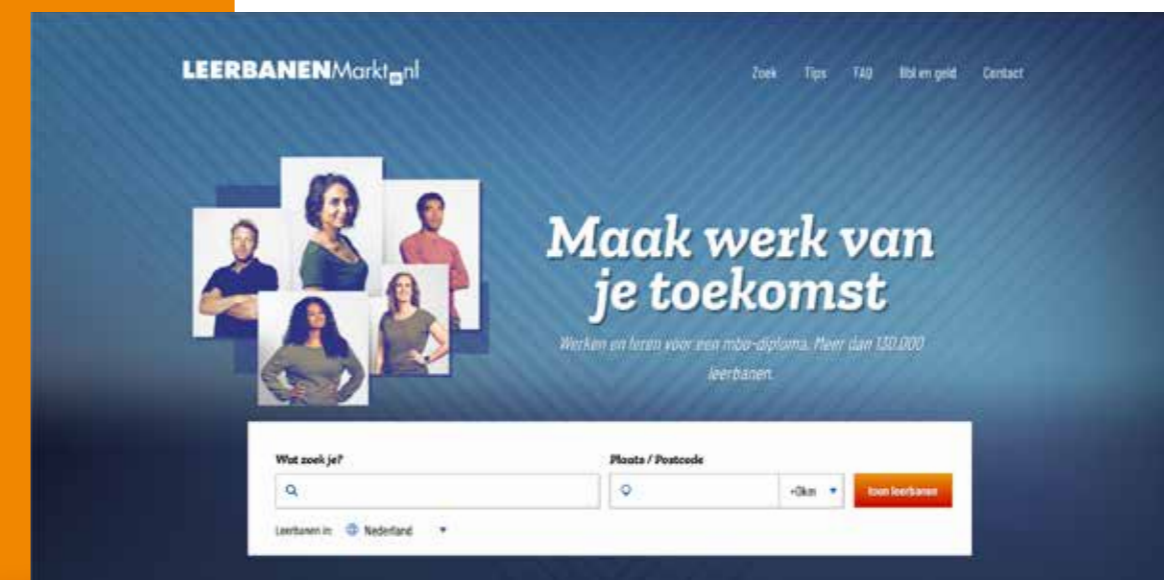 LEERBANENMarkt.nl
Zoek Tips FAQ Bbl en geld Contact
Maak werk van
je toekomst
Werken en leren voor een mbo-diploma. Meer dan 130.000
leerbanen.
Wat zoek je? Plaats / Postcode
+0km toon leerbanen
Leerbanen in: Nederland